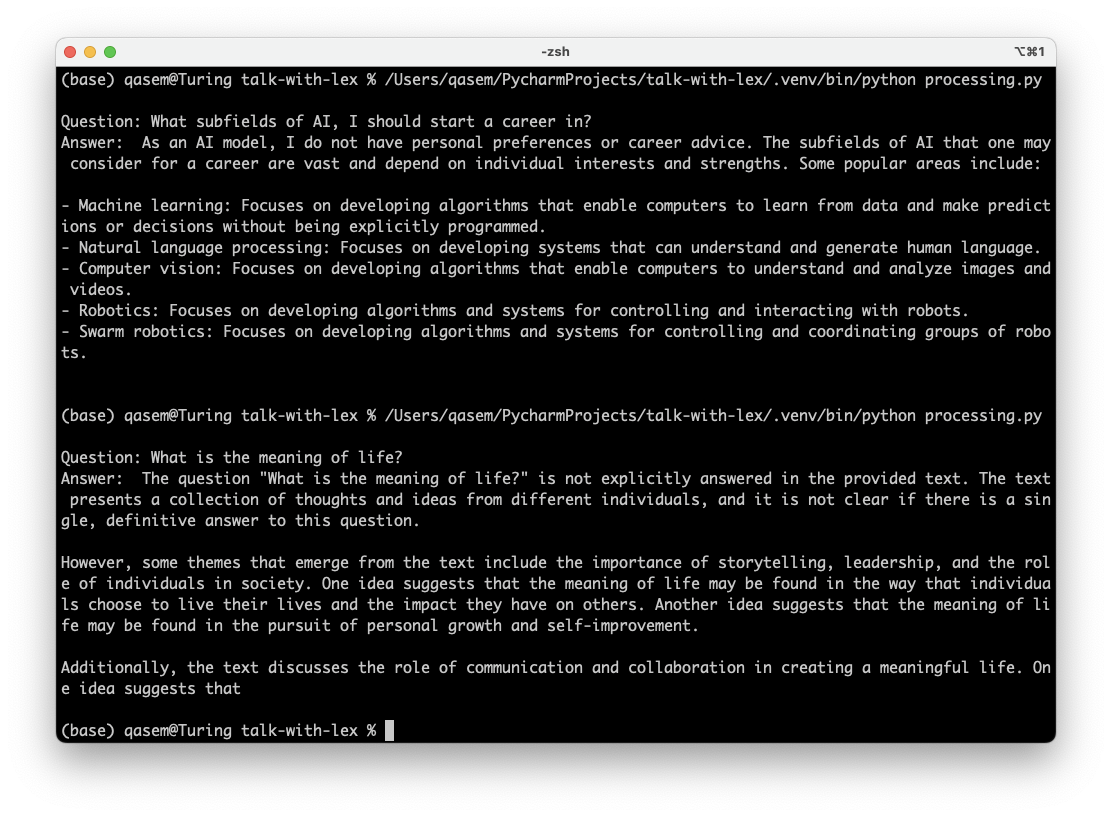 -zsh
⌥⌘1
(base) qasem@Turing talk-with-lex % /Users/qasem/PycharmProjects/talk-with-lex/.venv/bin/python processing.py
Question: What subfields of AI, I should start a career in?
Answer:  As an AI model, I do not have personal preferences or career advice. The subfields of AI that one may
 consider for a career are vast and depend on individual interests and strengths. Some popular areas include:
- Machine learning: Focuses on developing algorithms that enable computers to learn from data and make predict
ions or decisions without being explicitly programmed.
- Natural language processing: Focuses on developing systems that can understand and generate human language.
- Computer vision: Focuses on developing algorithms that enable computers to understand and analyze images and
 videos.
- Robotics: Focuses on developing algorithms and systems for controlling and interacting with robots.
- Swarm robotics: Focuses on developing algorithms and systems for controlling and coordinating groups of robo
ts.
(base) qasem@Turing talk-with-lex % /Users/qasem/PycharmProjects/talk-with-lex/.venv/bin/python processing.py
Question: What is the meaning of life?
Answer:  The question "What is the meaning of life?" is not explicitly answered in the provided text. The text
 presents a collection of thoughts and ideas from different individuals, and it is not clear if there is a sin
gle, definitive answer to this question.
However, some themes that emerge from the text include the importance of storytelling, leadership, and the rol
e of individuals in society. One idea suggests that the meaning of life may be found in the way that individua
ls choose to live their lives and the impact they have on others. Another idea suggests that the meaning of li
fe may be found in the pursuit of personal growth and self-improvement.
Additionally, the text discusses the role of communication and collaboration in creating a meaningful life. On
e idea suggests that
(base) qasem@Turing talk-with-lex %